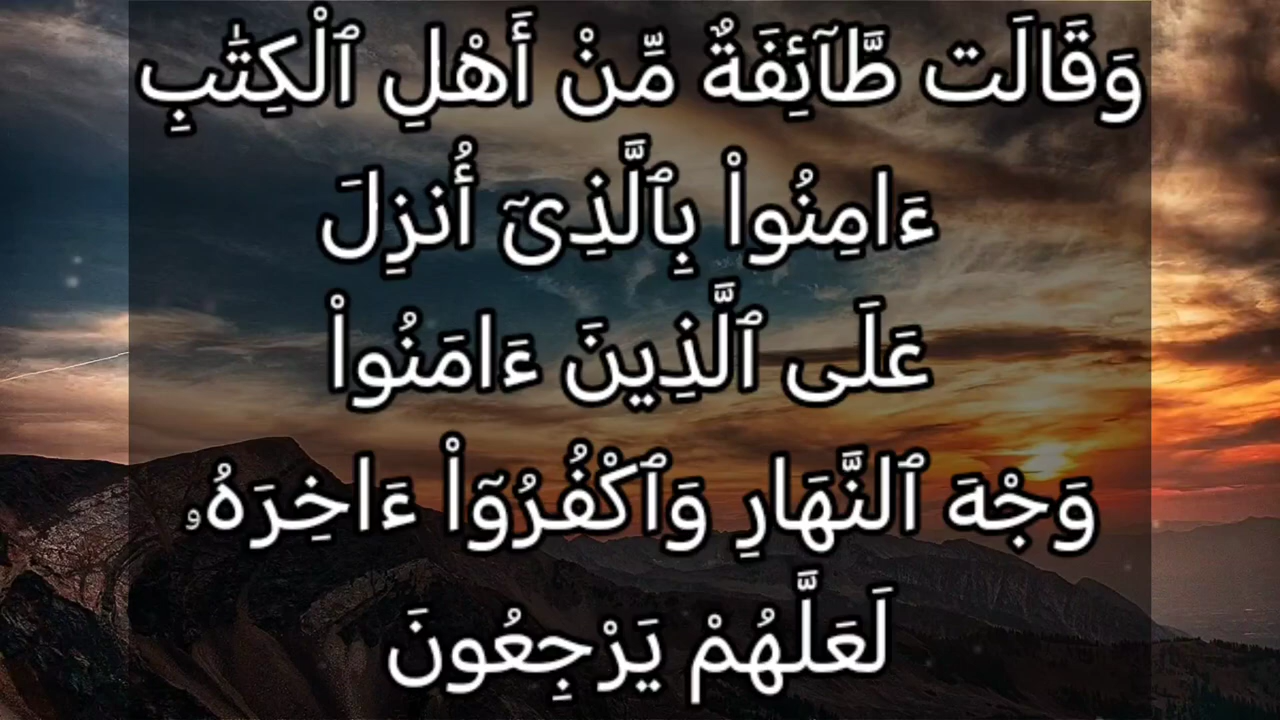 وَقَالَت طَّآئِفَةٌ مِّنْ أَهْلِ ٱلْكِتَٰبِ
ءَامِنُوا۟ بِٱلَّذِىٓ أُنزِلَ
عَلَى ٱلَّذِينَ ءَامَنُوا۟
وَجْهَ ٱلنَّهَارِ وَٱكْفُرُوٓا۟ ءَاخِرَهُۥ
لَعَلَّهُمْ يَرْجِعُونَ